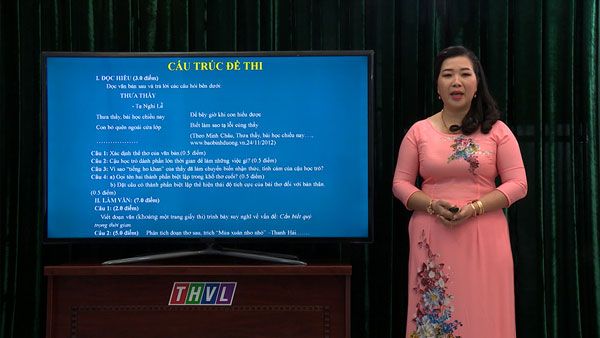 CẤU TRÚC ĐỀ THI
I. ĐỌC HIỂU (3.0 điểm)
Đọc văn bản sau và trả lời các câu hỏi bên dưới:
THƯA THẦY
- Tạ Nghi Lễ
Thưa thầy, bài học chiều nay
Con bỏ quên ngoài cửa lớp
………………
Để bây giờ khi hiểu được
Biết làm sao tạ lỗi cùng thầy
(Theo Minh Châu, Thưa thầy, bài học chiều nay….,
www.baobinhduong.vn.24/11/2012)
Câu 1: Xác định thể thơ của văn bản.(0.5 điểm)
Câu 2: Cậu học trò dành phần lớn thời gian để làm những việc gì? (0.5 điểm)
Câu 3: Vì sao "tiếng ho khan" của thầy đã làm chuyển biến nhận thức, tình cảm của cậu học trò?
Câu 4: a) Gọi tên hai thành phần biệt lập trong khổ thơ cuối? (0.5 điểm)
b) Đặt câu có thành phần biệt lập thể hiện thái độ tích cực của bài thơ đối với bản thân.
(0.5 điểm)
II. LÀM VĂN: (7.0 điểm)
Câu 1: (2.0 điểm)
Viết đoạn văn (khoảng một trang giấy thi) trình bày suy nghĩ về vấn đề: Cần biết quý
trọng thời gian
Câu 2: (5.0 điểm) Phân tích đoạn thơ sau, trích "Mùa xuân nho nhỏ" –Thanh Hải…….
THVL